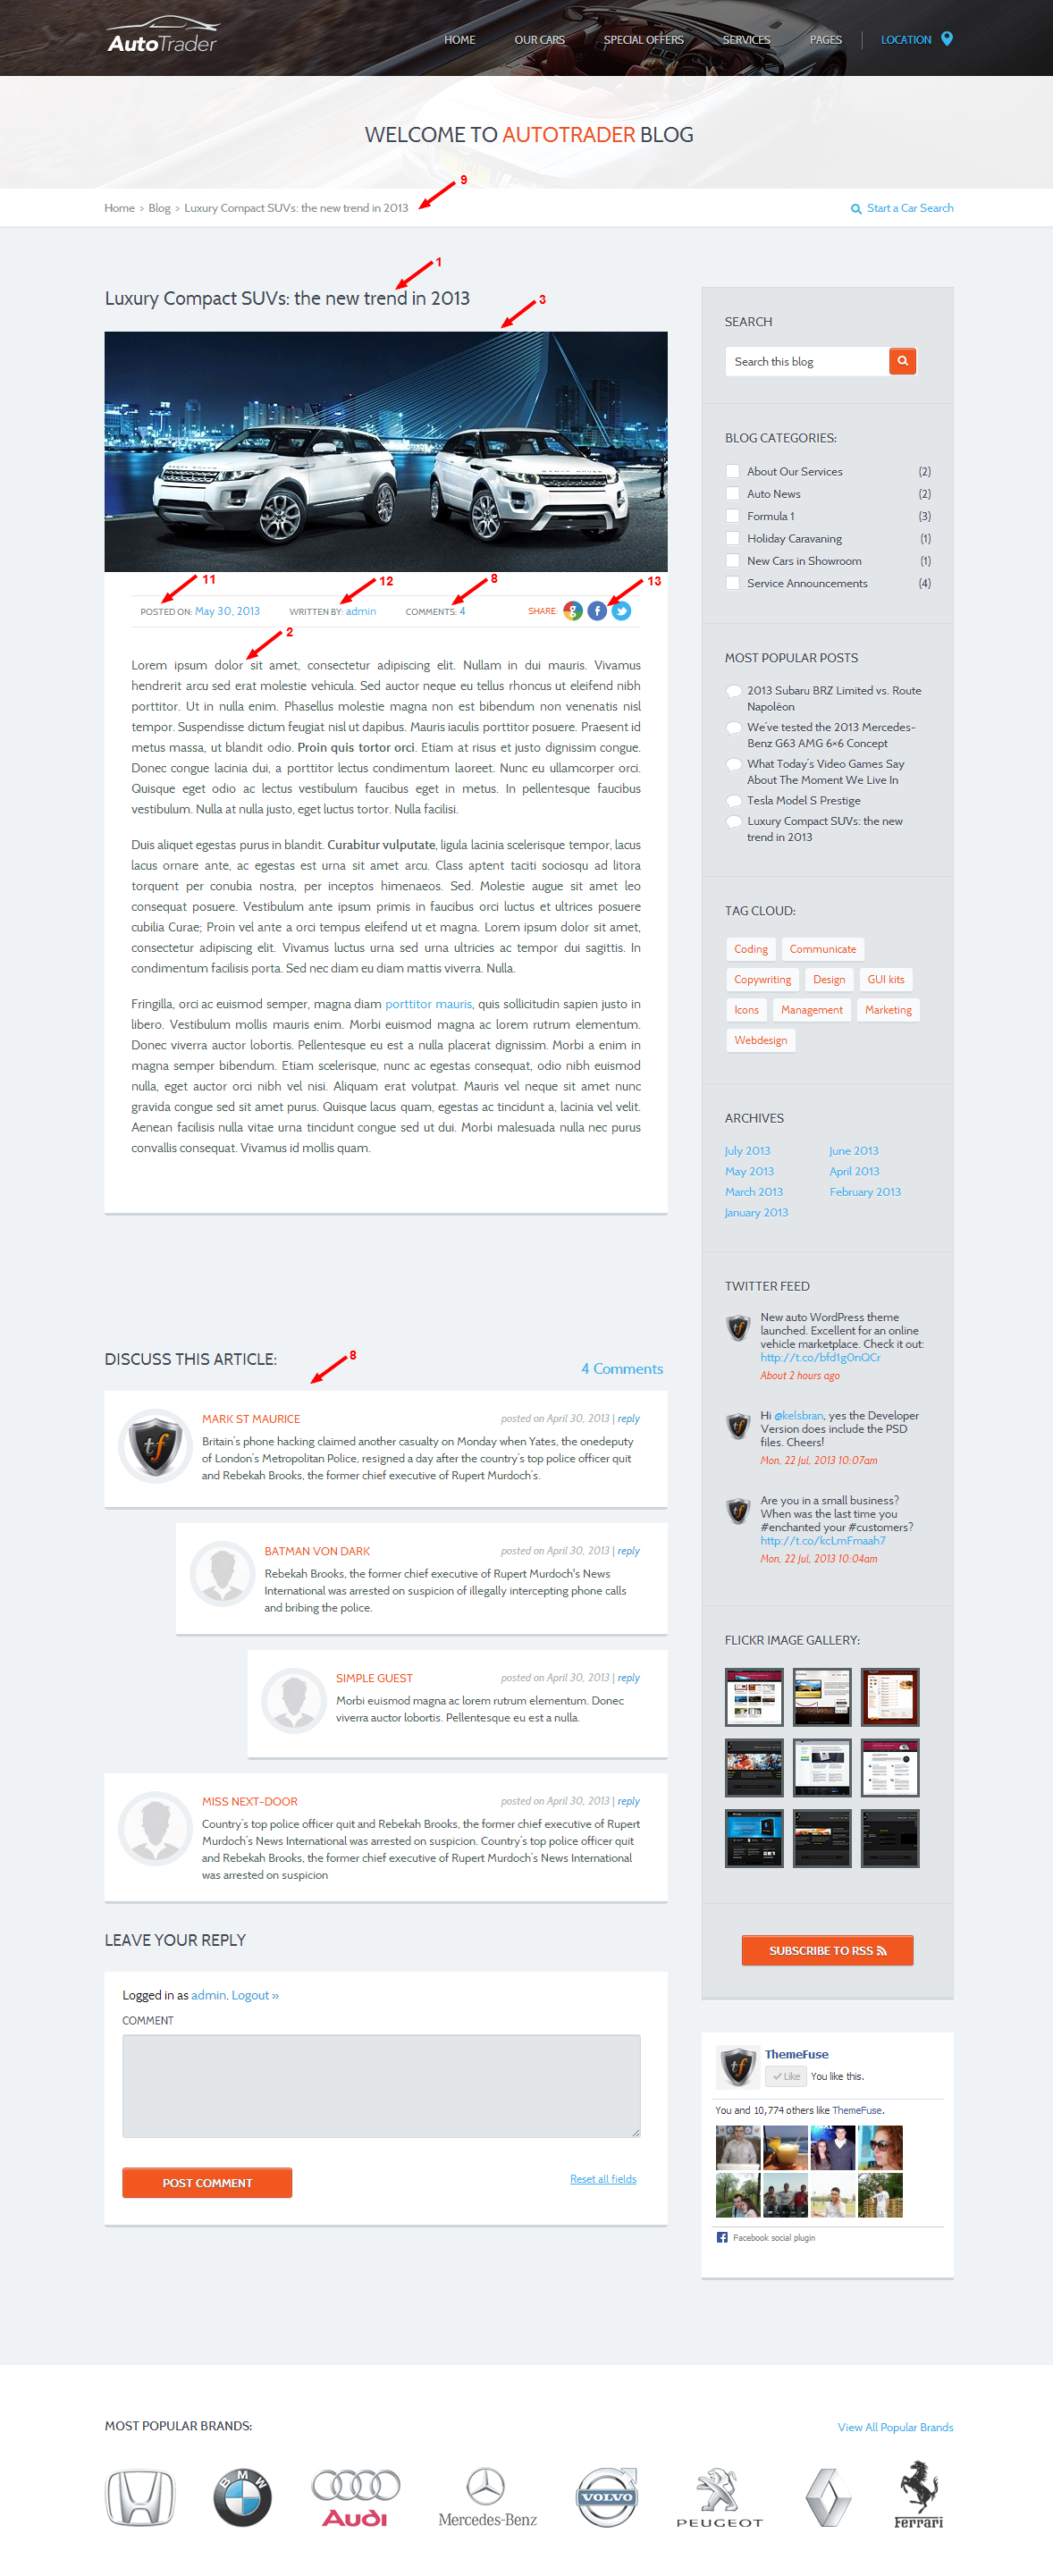 AutoTrader
HOME OUR CARS SPECIAL OFFERS SERVICES PAGES LOCATION
WELCOME TO AUTOTRADER BLOG
9
Home > Blog > Luxury Compact SUVs: the new trend in 2013
Start a Car Search
1
Luxury Compact SUVs: the new trend in 2013
3
11 12 8 13
POSTED ON: May 30, 2013 WRITTEN BY: admin COMMENTS: 4 SHARE:
2
Lorem ipsum dolor sit amet, consectetur adipiscing elit. Nullam in dui mauris. Vivamus
hendrerit arcu sed erat molestie vehicula. Sed auctor neque eu tellus rhoncus ut eleifend nibh
porttitor. Ut in nulla enim. Phasellus molestie magna non est bibendum non venenatis nisl
tempor. Suspendisse dictum feugiat nisl ut dapibus. Mauris iaculis porttitor posuere. Praesent id
metus massa, ut blandit odio. Proin quis tortor orci. Etiam at risus et justo dignissim congue.
Donec congue lacinia dui, a porttitor lectus condimentum laoreet. Nunc eu ullamcorper orci.
Quisque eget odio ac lectus vestibulum faucibus eget in metus. In pellentesque faucibus
vestibulum. Nulla at nulla justo, eget luctus tortor. Nulla facilisi.
Duis aliquet egestas purus in blandit. Curabitur vulputate, ligula lacinia scelerisque tempor, lacus
lacus ornare ante, ac egestas est urna sit amet arcu. Class aptent taciti sociosqu ad litora
torquent per conubia nostra, per inceptos himenaeos. Sed. Molestie augue sit amet leo
consequat posuere. Vestibulum ante ipsum primis in faucibus orci luctus et ultrices posuere
cubilia Curae; Proin vel ante a orci tempus eleifend ut et magna. Lorem ipsum dolor sit amet,
consectetur adipiscing elit. Vivamus luctus urna sed urna ultricies ac tempor dui sagittis. In
condimentum facilisis porta. Sed nec diam eu diam mattis viverra. Nulla.
Fringilla, orci ac euismod semper, magna diam porttitor mauris, quis sollicitudin sapien justo in
libero. Vestibulum mollis mauris enim. Morbi euismod magna ac lorem rutrum elementum.
Donec viverra auctor lobortis. Pellentesque eu est a nulla placerat dignissim. Morbi a enim in
magna semper bibendum. Etiam scelerisque, nunc ac egestas consequat, odio nibh euismod
nulla, eget auctor orci nibh vel nisi. Aliquam erat volutpat. Mauris vel neque sit amet nunc
gravida congue sed sit amet purus. Quisque lacus quam, egestas ac tincidunt a, lacinia vel velit.
Aenean facilisis nulla vitae urna tincidunt congue sed ut dui. Morbi malesuada nulla nec purus
convallis consequat. Vivamus id mollis quam.
8
DISCUSS THIS ARTICLE:
4 Comments
MARK ST MAURICE posted on April 30, 2013 | reply
Britain's phone hacking claimed another casualty on Monday when Yates, the onedeputy
of London's Metropolitan Police, resigned a day after the country's top police officer quit
and Rebekah Brooks, the former chief executive of Rupert Murdoch's.
BATMAN VON DARK posted on April 30, 2013 | reply
Rebekah Brooks, the former chief executive of Rupert Murdoch's News
International was arrested on suspicion of illegally intercepting phone calls
and bribing the police.
SIMPLE GUEST posted on April 30, 2013 | reply
Morbi euismod magna ac lorem rutrum elementum. Donec
viverra auctor lobortis. Pellentesque eu est a nulla.
MISS NEXT-DOOR posted on April 30, 2013 | reply
Country's top police officer quit and Rebekah Brooks, the former chief executive of Rupert
Murdoch's News International was arrested on suspicion. Country's top police officer quit
and Rebekah Brooks, the former chief executive of Rupert Murdoch's News International
was arrested on suspicion
LEAVE YOUR REPLY
Logged in as admin. Logout »
COMMENT
POST COMMENT
Reset all fields
SEARCH
Search this blog
BLOG CATEGORIES:
About Our Services (2)
Auto News (2)
Formula 1 (3)
Holiday Caravaning (1)
New Cars in Showroom (1)
Service Announcements (4)
MOST POPULAR POSTS
2013 Subaru BRZ Limited vs. Route
Napoléon
We've tested the 2013 Mercedes-
Benz G63 AMG 6×6 Concept
What Today's Video Games Say
About The Moment We Live In
Tesla Model S Prestige
Luxury Compact SUVs: the new
trend in 2013
TAG CLOUD:
Coding Communicate
Copywriting Design GUI kits
Icons Management Marketing
Webdesign
ARCHIVES
July 2013 June 2013
May 2013 April 2013
March 2013 February 2013
January 2013
TWITTER FEED
New auto WordPress theme
launched. Excellent for an online
vehicle marketplace. Check it out:
http://t.co/bfd1g0nQCr
About 2 hours ago
Hi @kelsbran, yes the Developer
Version does include the PSD
files. Cheers!
Mon, 22 Jul, 2013 10:07am
Are you in a small business?
When was the last time you
#enchanted your #customers?
http://t.co/kcLmFmaah7
Mon, 22 Jul, 2013 10:04am
FLICKR IMAGE GALLERY:
SUBSCRIBE TO RSS
ThemeFuse
Like You like this.
You and 10,774 others like ThemeFuse.
Facebook social plugin
MOST POPULAR BRANDS:
View All Popular Brands
BMW
Audi
Mercedes-Benz
VOLVO
PEUGEOT
Ferrari